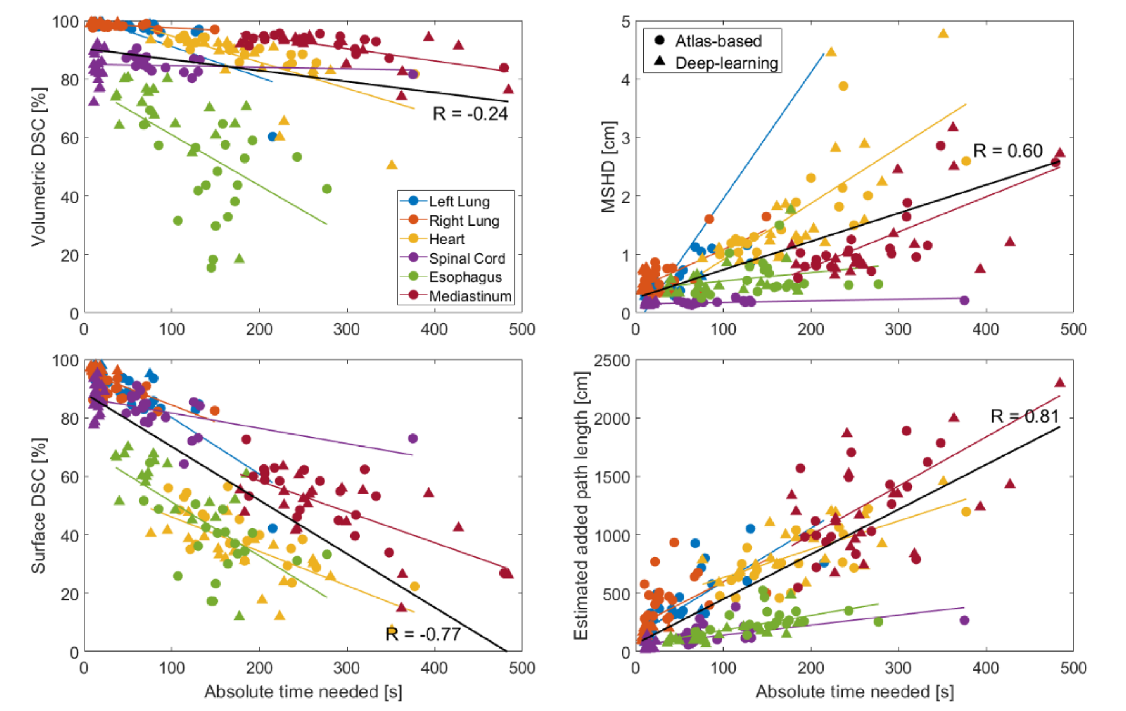 100
80
60
40
20
0
Volumetric DSC [%]
0 100 200 300 400 500
R = -0.24
Left Lung
Right Lung
Heart
Spinal Cord
Esophagus
Mediastinum
5
4
3
2
1
0
MSHD [cm]
0 100 200 300 400 500
Atlas-based
Deep-learning
R = 0.60
100
80
60
40
20
0
Surface DSC [%]
0 100 200 300 400 500
Absolute time needed [s]
R = -0.77
2500
2000
1500
1000
500
0
Estimated added path length [cm]
0 100 200 300 400 500
Absolute time needed [s]
R = 0.81